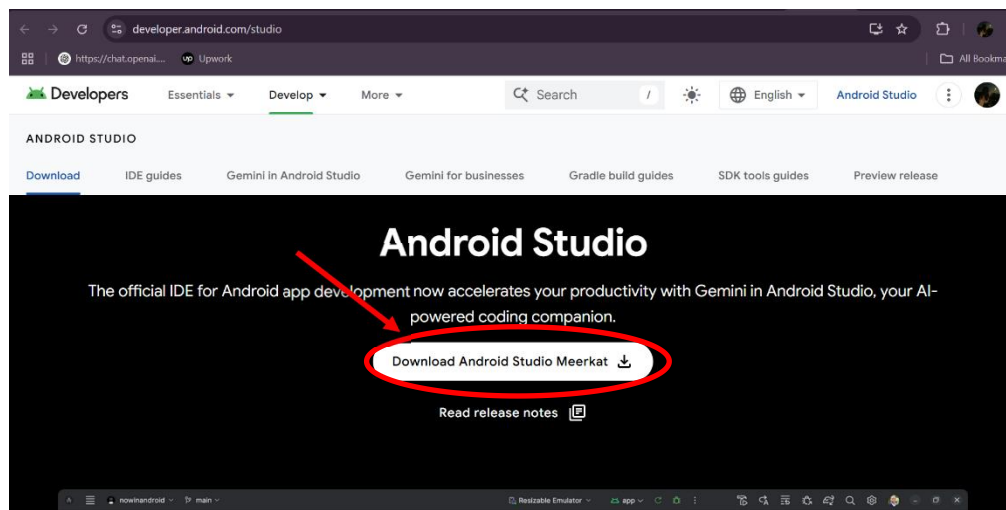 developer.android.com/studio
https://chat.openai.... up Upwork All Bookma
Developers Essentials Develop More Search / English Android Studio
ANDROID STUDIO
Download IDE guides Gemini in Android Studio Gemini for businesses Gradle build guides SDK tools guides Preview release
Android Studio
The official IDE for Android app development now accelerates your productivity with Gemini in Android Studio, your AI-
powered coding companion.
Download Android Studio Meerkat
Read release notes
nowinandroid main Resizable Emulator app